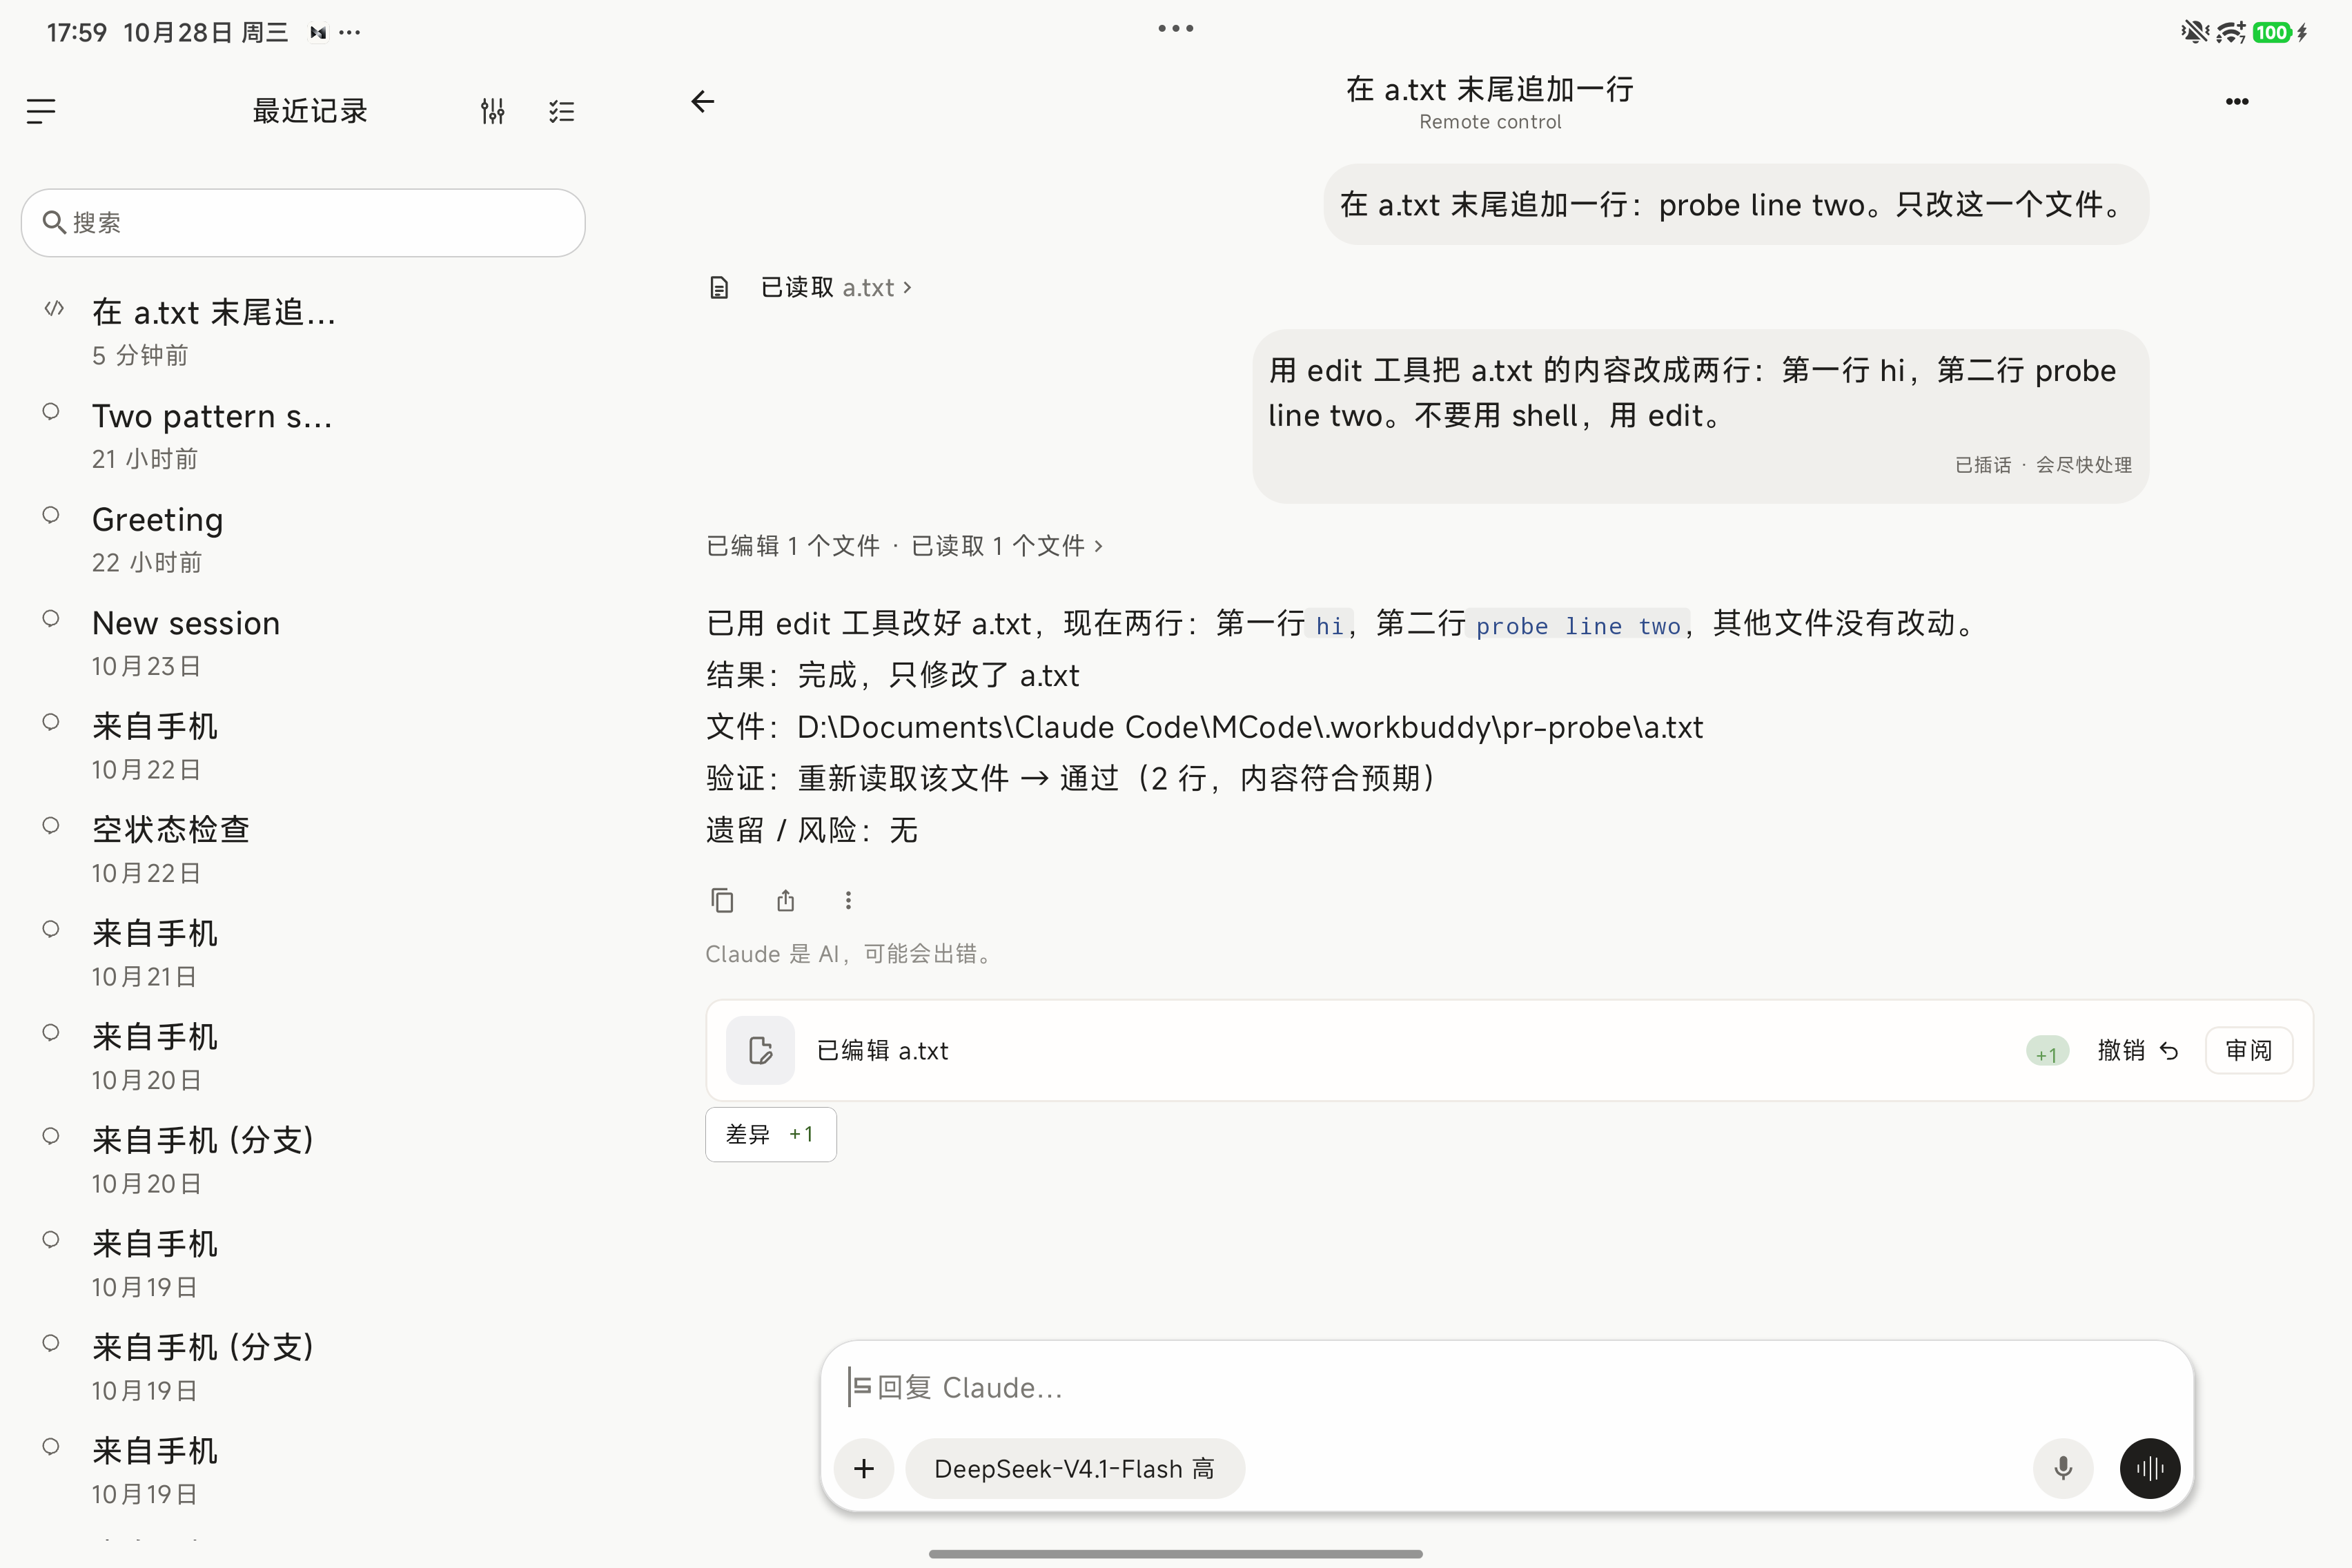 17:59 10月28日 周三
100
最近记录
搜索
在 a.txt 末尾追...
5 分钟前
Two pattern s...
21 小时前
Greeting
22 小时前
New session
10月23日
来自手机
10月22日
空状态检查
10月22日
来自手机
10月21日
来自手机
10月20日
来自手机 (分支)
10月20日
来自手机
10月19日
来自手机 (分支)
10月19日
来自手机
10月19日
在 a.txt 末尾追加一行
Remote control
在 a.txt 末尾追加一行：probe line two。只改这一个文件。
已读取 a.txt
用 edit 工具把 a.txt 的内容改成两行：第一行 hi，第二行 probe
line two。不要用 shell，用 edit。
已插话 · 会尽快处理
已编辑 1 个文件 · 已读取 1 个文件
已用 edit 工具改好 a.txt，现在两行：第一行 hi，第二行 probe line two，其他文件没有改动。
结果：完成，只修改了 a.txt
文件：D:\Documents\Claude Code\MCode\.workbuddy\pr-probe\a.txt
验证：重新读取该文件 → 通过（2 行，内容符合预期）
遗留 / 风险：无
Claude 是 AI，可能会出错。
已编辑 a.txt +1 撤销 审阅
差异 +1
回复 Claude...
DeepSeek-V4.1-Flash 高